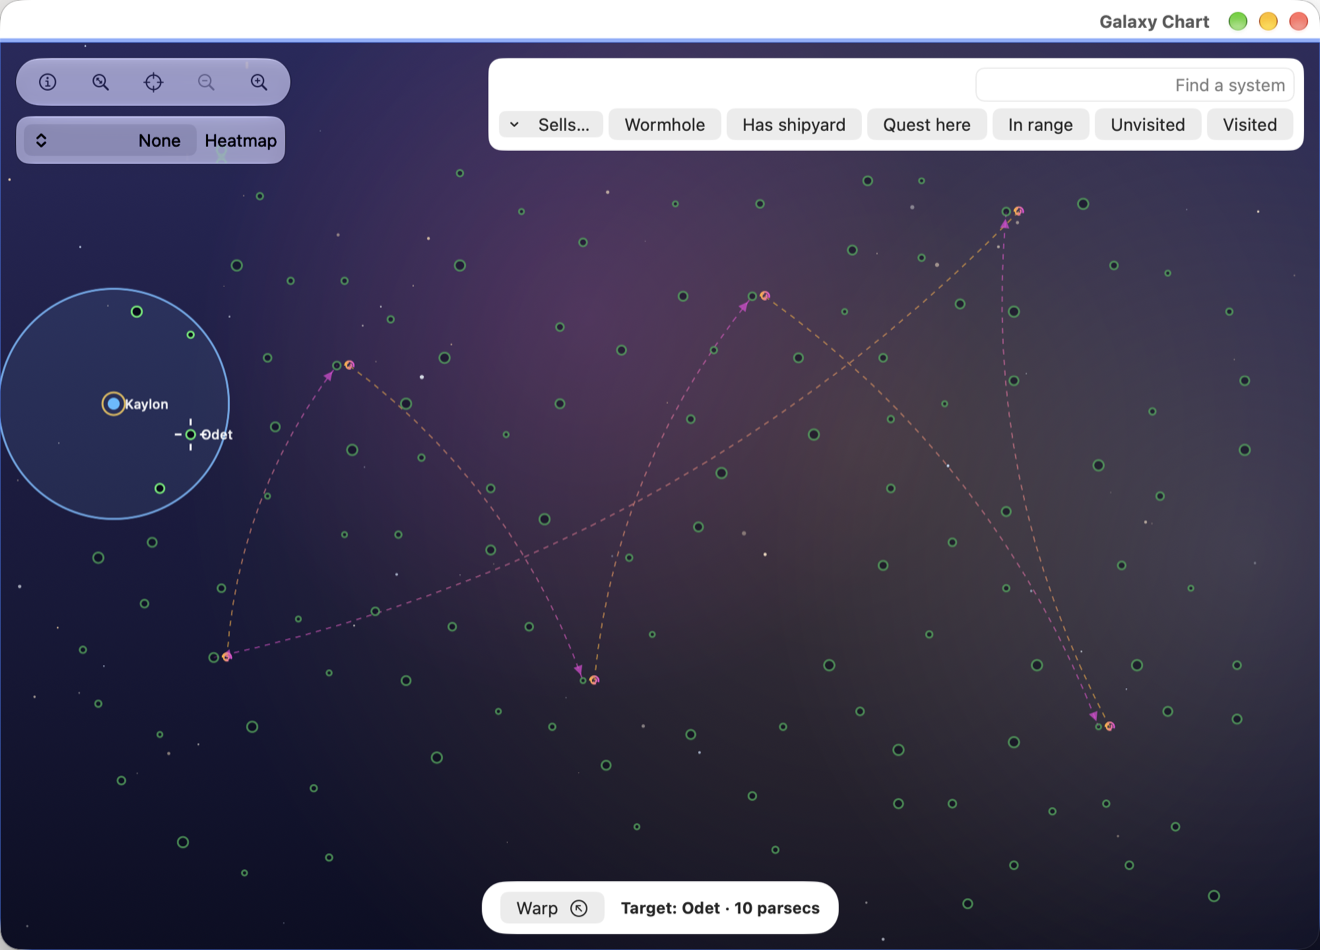 Galaxy Chart
Find a system
Sells...
Wormhole
Has shipyard
Quest here
In range
Unvisited
Visited
None
Heatmap
Kaylon
Odet
Warp
Target: Odet · 10 parsecs